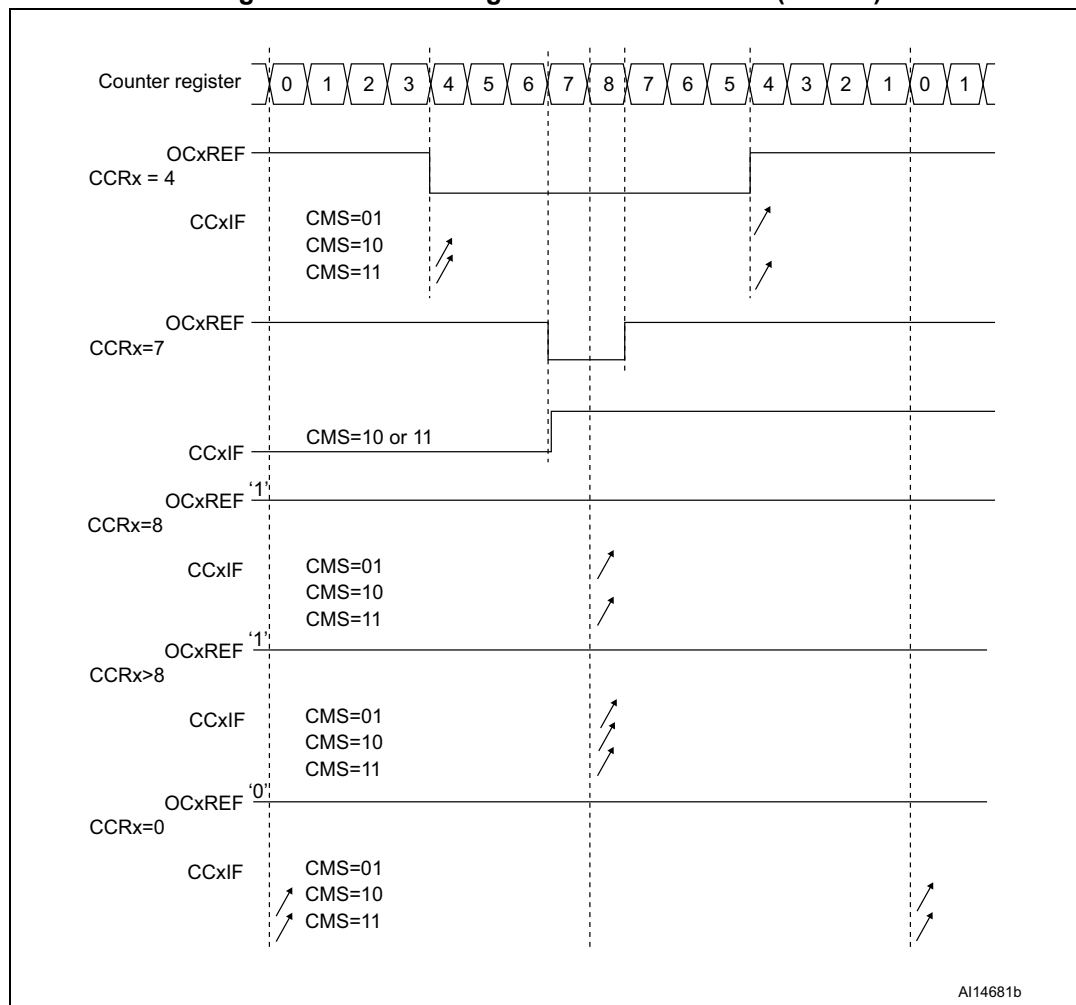 Counter register 0 1 2 3 4 5 6 7 8 7 6 5 4 3 2 1 0 1
OCxREF
CCRx = 4
CCxIF CMS=01
CMS=10
CMS=11
OCxREF
CCRx=7
CMS=10 or 11
CCxIF
'1'
OCxREF
CCRx=8
CCxIF CMS=01
CMS=10
CMS=11
'1'
OCxREF
CCRx>8
CCxIF CMS=01
CMS=10
CMS=11
'0'
OCxREF
CCRx=0
CCxIF CMS=01
CMS=10
CMS=11
AI14681b